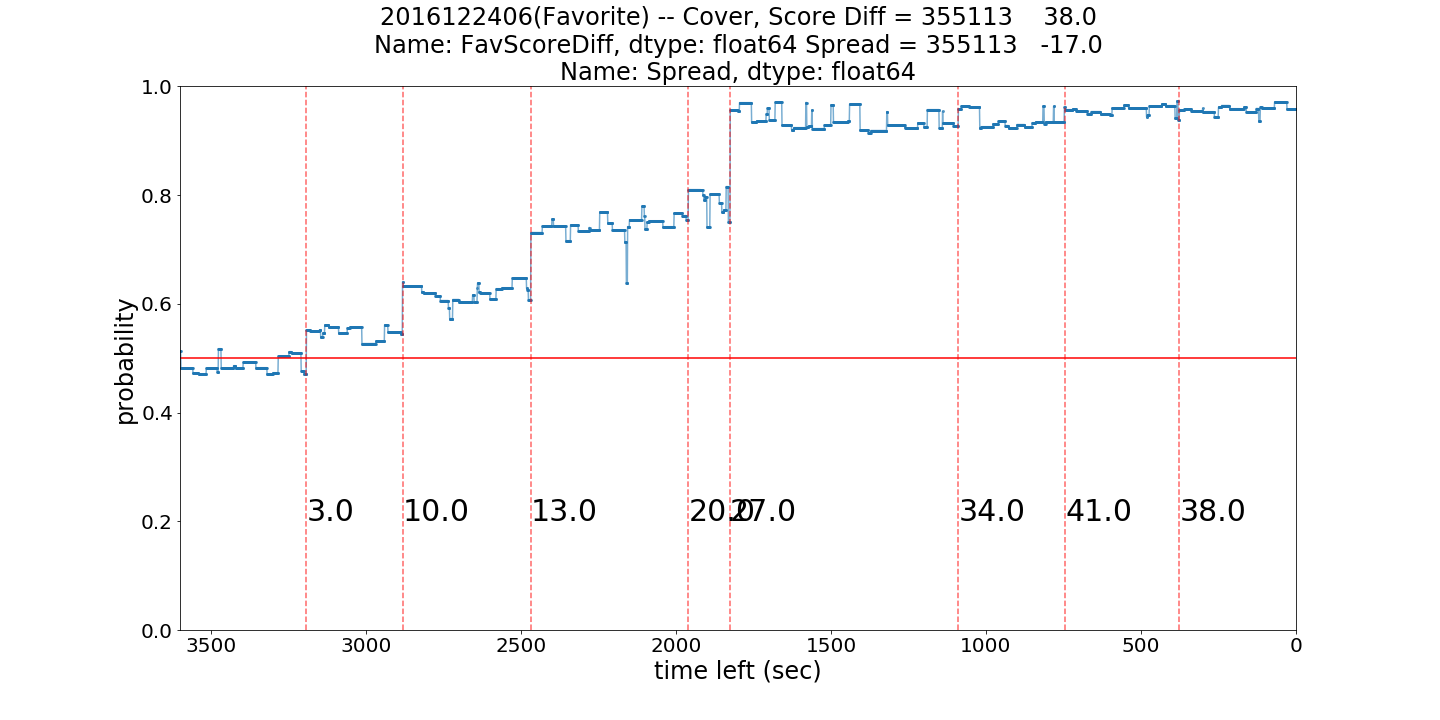 2016122406(Favorite) -- Cover, Score Diff = 355113    38.0
Name: FavScoreDiff, dtype: float64 Spread = 355113   -17.0
Name: Spread, dtype: float64
1.0
0.8
0.6
0.4
0.2
0.0
probability
3.0 10.0 13.0 20.0 27.0 34.0 41.0 38.0
3500 3000 2500 2000 1500 1000 500 0
time left (sec)